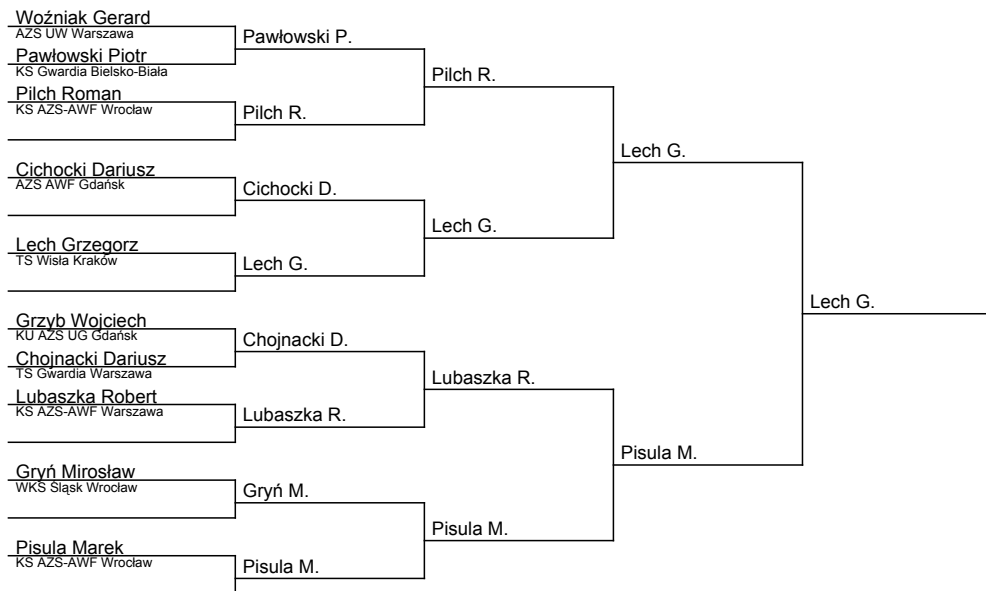 Woźniak Gerard
AZS UW Warszawa
Pawłowski Piotr
KS Gwardia Bielsko-Biała
Pilch Roman
KS AZS-AWF Wrocław
Cichocki Dariusz
AZS AWF Gdańsk
Lech Grzegorz
TS Wisła Kraków
Grzyb Wojciech
KU AZS UG Gdańsk
Chojnacki Dariusz
TS Gwardia Warszawa
Lubaszka Robert
KS AZS-AWF Warszawa
Gryń Mirosław
WKS Śląsk Wrocław
Pisula Marek
KS AZS-AWF Wrocław
Pawłowski P.
Pilch R.
Cichocki D.
Lech G.
Chojnacki D.
Lubaszka R.
Gryń M.
Pisula M.
Pilch R.
Lech G.
Lubaszka R.
Pisula M.
Lech G.
Pisula M.
Lech G.